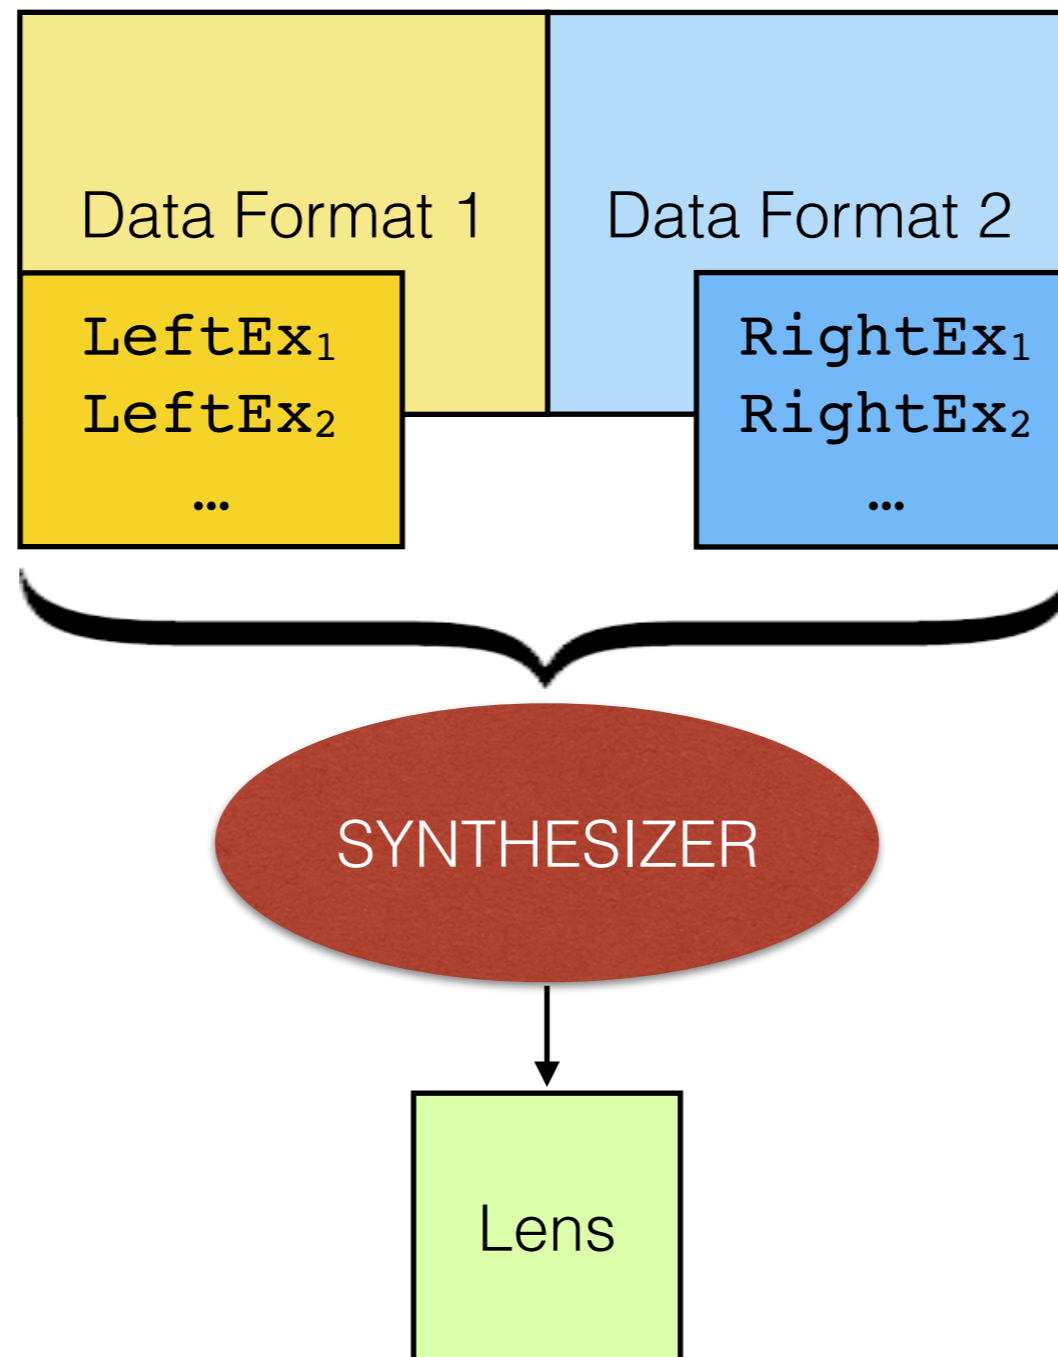 Data Format 1
Data Format 2
LeftEx₁
LeftEx₂
…
RightEx₁
RightEx₂
…
SYNTHESIZER
Lens